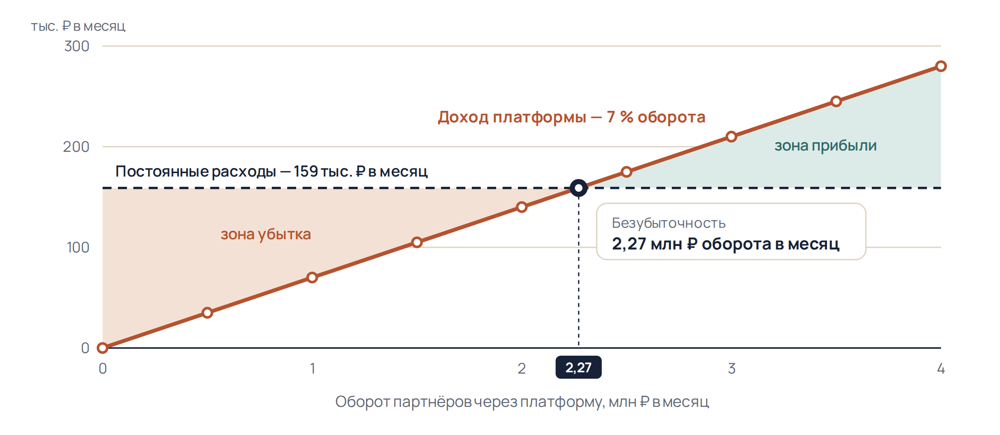 тыс. ₽ в месяц
300
Доход платформы — 7 % оборота
200
зона прибыли
Постоянные расходы — 159 тыс. ₽ в месяц
Безубыточность
зона убытка
2,27 млн ₽ оборота в месяц
100
0
0 1 2 2,27 3 4
Оборот партнёров через платформу, млн ₽ в месяц